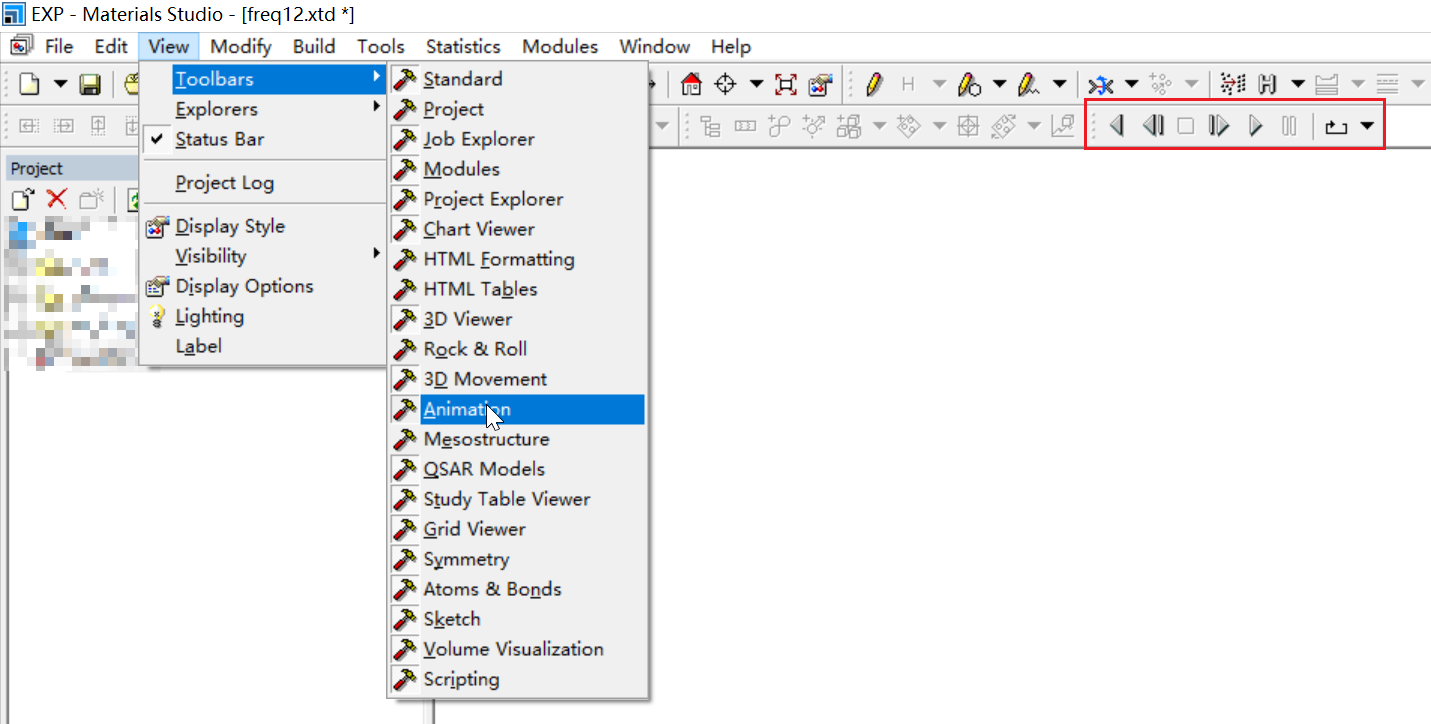 EXP - Materials Studio - [freq12.xtd *]
File Edit View Modify Build Tools Statistics Modules Window Help
Toolbars
Explorers
Status Bar
Project Log
Display Style
Visibility
Display Options
Lighting
Label
Standard
Project
Job Explorer
Modules
Project Explorer
Chart Viewer
HTML Formatting
HTML Tables
3D Viewer
Rock & Roll
3D Movement
Animation
Mesostructure
QSAR Models
Study Table Viewer
Grid Viewer
Symmetry
Atoms & Bonds
Sketch
Volume Visualization
Scripting
Project